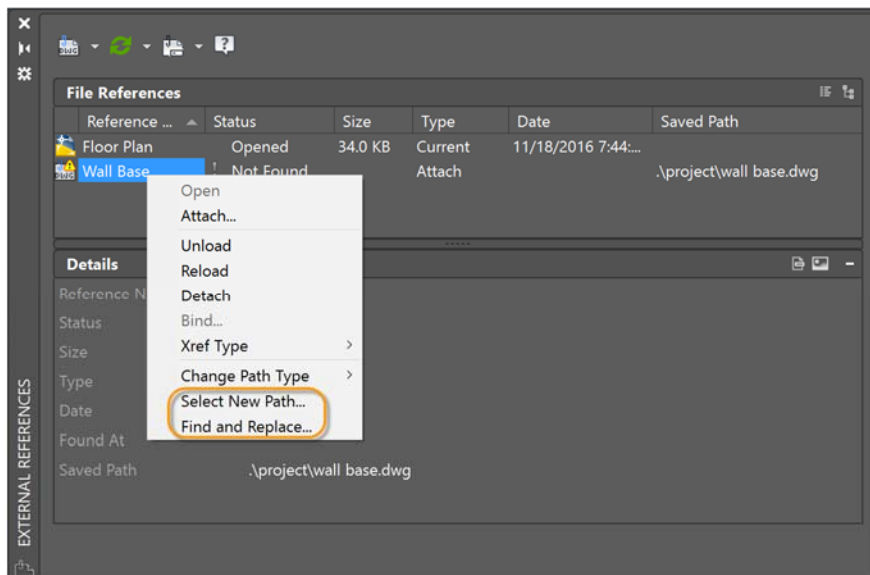 DWG
File References
Reference ... Status Size Type Date Saved Path
Floor Plan Opened 34.0 KB Current 11/18/2016 7:44:...
DWG Wall Base ! Not Found Attach .\project\wall base.dwg
Open
Attach...
Unload
Reload
Detach
Bind...
Xref Type
Change Path Type
Select New Path...
Find and Replace...
Details
Reference N
Status
Size
Type
Date
Found At
Saved Path .\project\wall base.dwg
EXTERNAL REFERENCES